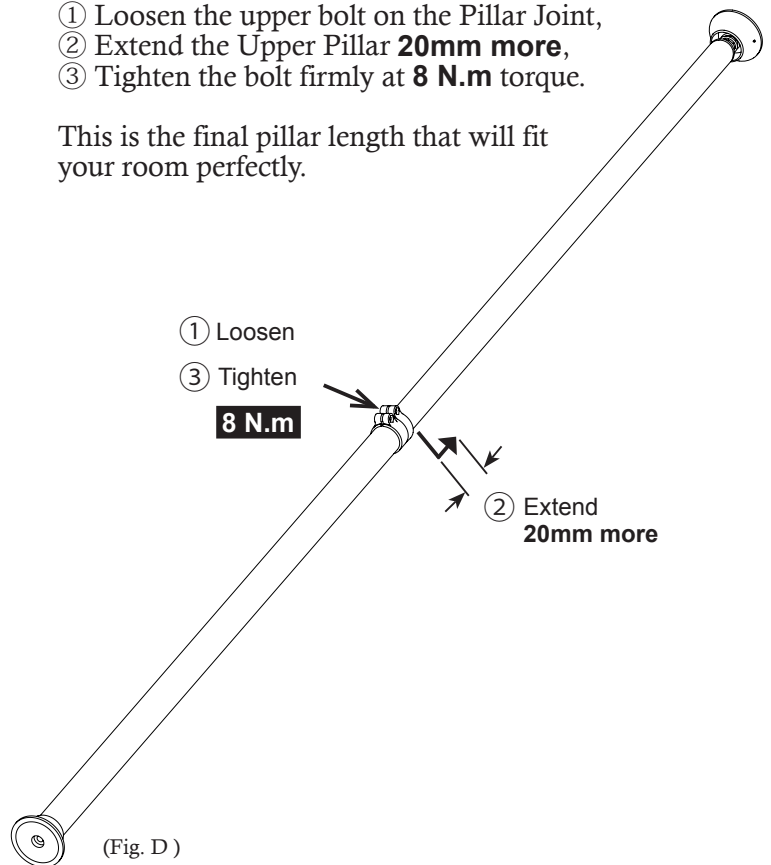 ① Loosen the upper bolt on the Pillar Joint,
② Extend the Upper Pillar 20mm more,
③ Tighten the bolt firmly at 8 N.m torque.
This is the final pillar length that will fit
your room perfectly.
① Loosen
③ Tighten
8 N.m
② Extend
20mm more
(Fig. D )